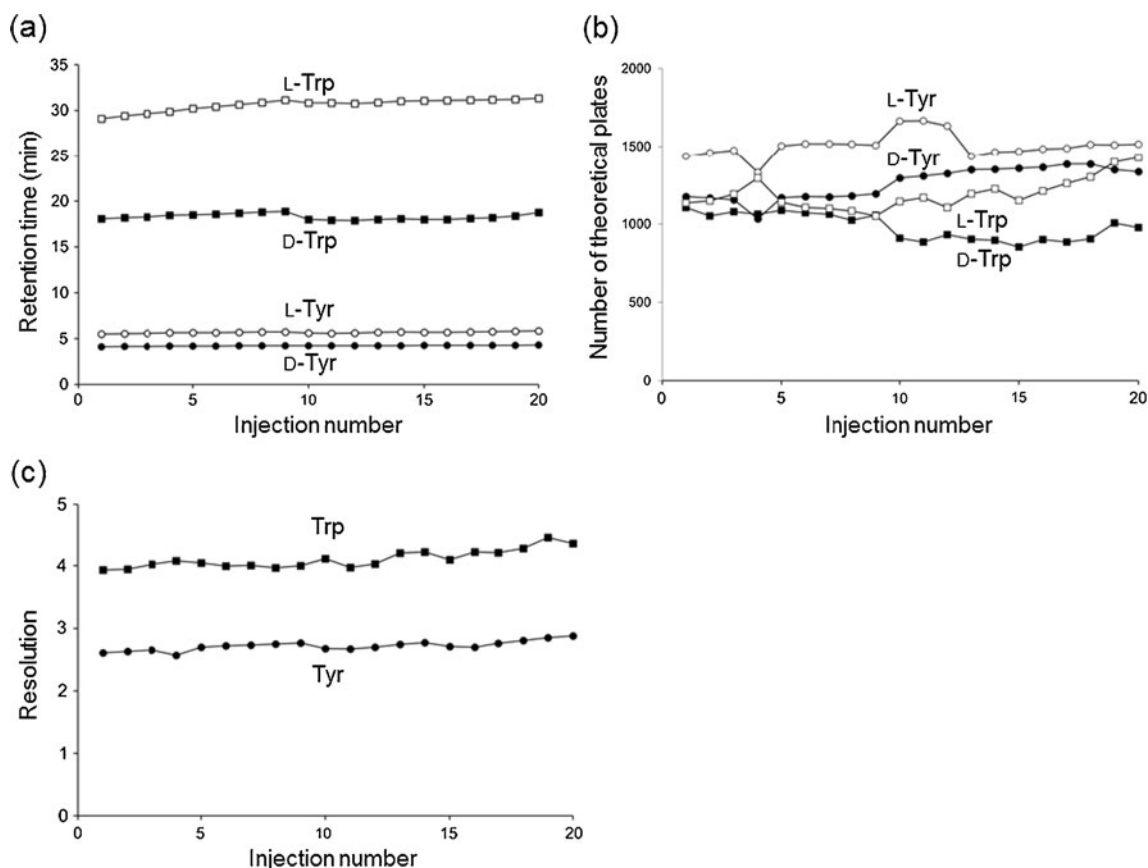 (a)
35
30
25
20
15
10
5
0
Retention time (min)
L-Trp
D-Trp
L-Tyr
D-Tyr
0 5 10 15 20
Injection number
(b)
2000
1500
1000
500
0
Number of theoretical plates
L-Tyr
D-Tyr
L-Trp
D-Trp
0 5 10 15 20
Injection number
(c)
5
4
3
2
1
0
Resolution
Trp
Tyr
0 5 10 15 20
Injection number